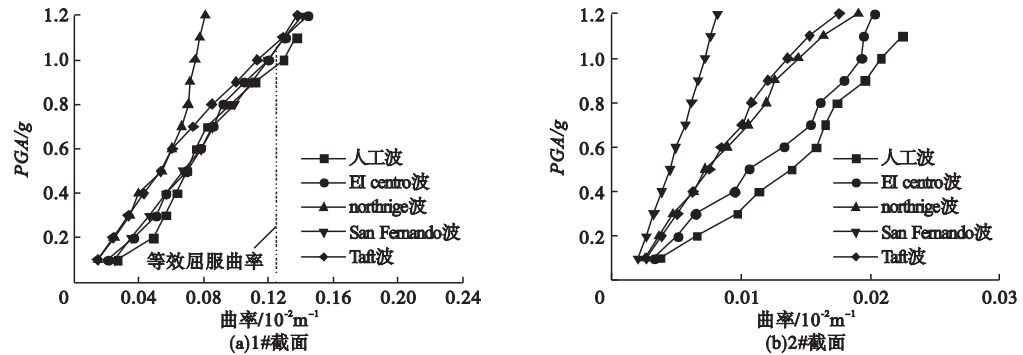 1.2
1.0
0.8
0.6
0.4
0.2
0
PGA/g
人工波
EI centro波
northrige波
San Fernando波
Taft波
等效屈服曲率
0.04 0.08 0.12 0.16 0.20 0.24
曲率/10⁻²m⁻¹
(a)1#截面
1.2
1.0
0.8
0.6
0.4
0.2
0
PGA/g
人工波
EI centro波
northrige波
San Fernando波
Taft波
0.01 0.02 0.03
曲率/10⁻²m⁻¹
(b)2#截面